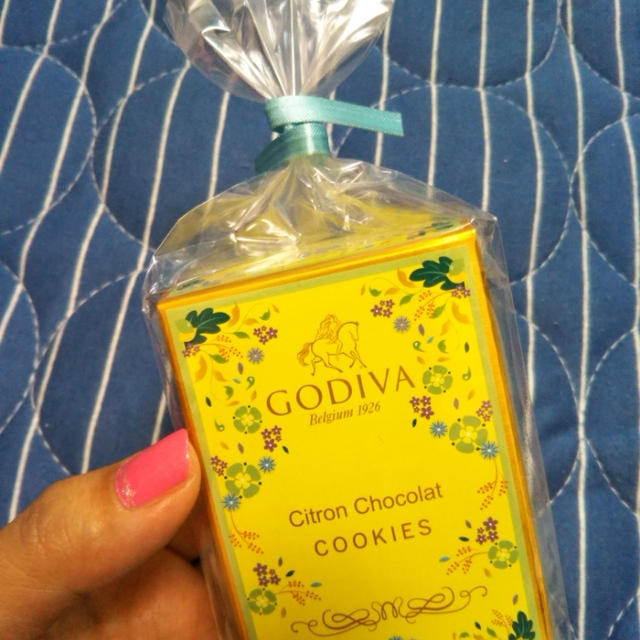 GODIVA
Belgium 1926
Citron Chocolat
COOKIES